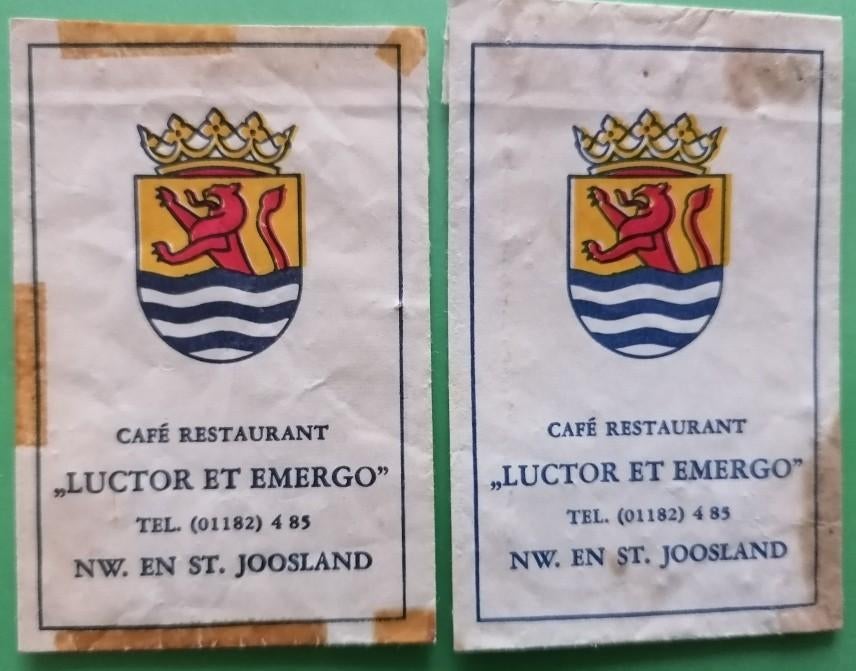 CAFÉ RESTAURANT
„LUCTOR ET EMERGO”
TEL. (01182) 4 85
NW. EN ST. JOOSLAND
CAFÉ RESTAURANT
„LUCTOR ET EMERGO”
TEL. (01182) 4 85
NW. EN ST. JOOSLAND